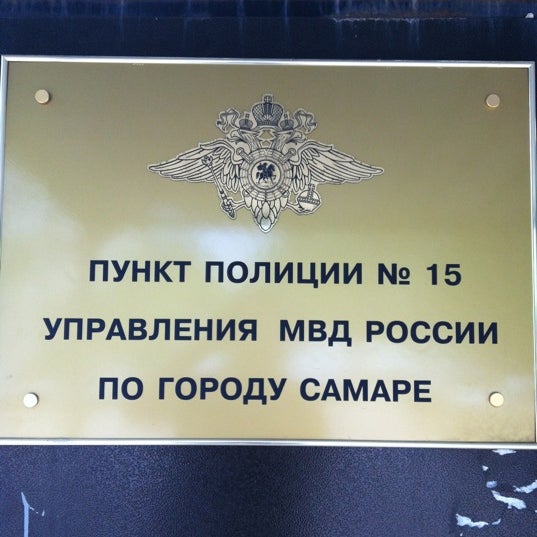 ПУНКТ ПОЛИЦИИ № 15
УПРАВЛЕНИЯ МВД РОССИИ
ПО ГОРОДУ САМАРЕ